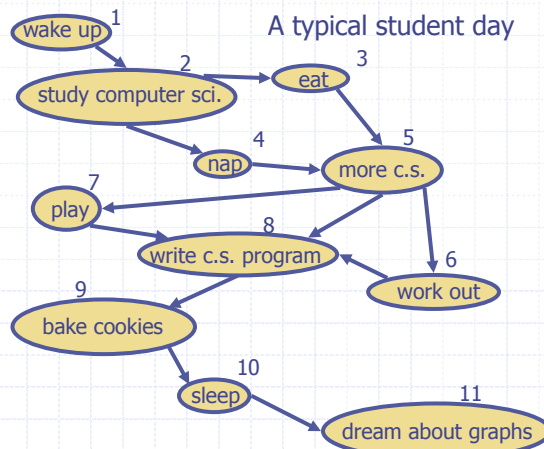 A typical student day
1
wake up
2
study computer sci.
3
eat
4
nap
5
more c.s.
7
play
8
write c.s. program
6
work out
9
bake cookies
10
sleep
11
dream about graphs